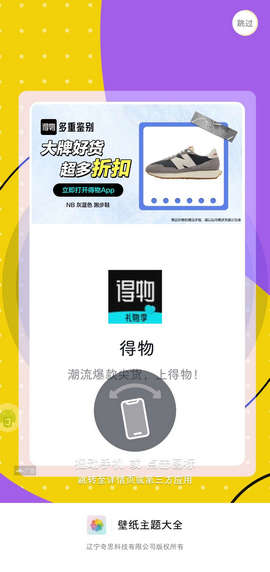 跳过
得物 多重鉴别
大牌好货
超多折扣
立即打开得物App
NB 灰蓝色 跑步鞋
得物
礼物季
得物
潮流爆款尖货，上得物！
摇动手机 或 点击图标
跳转至详情页或第三方应用
壁纸主题大全
辽宁奇思科技有限公司版权所有